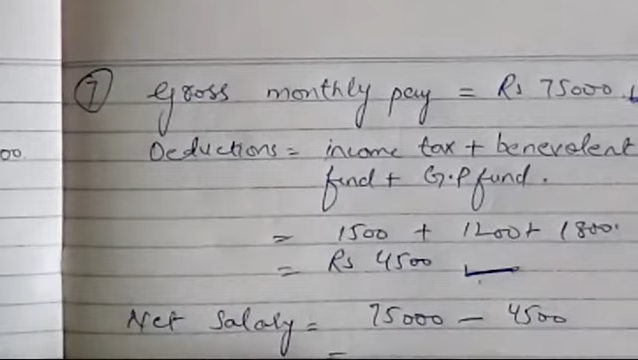 00
7 Gross monthly pay = Rs 75000
Deductions = income tax + benevolent
fund + G.P fund.
= 1500 + 1200 + 1800.
= Rs 4500
Net Salary = 75000 - 4500
=